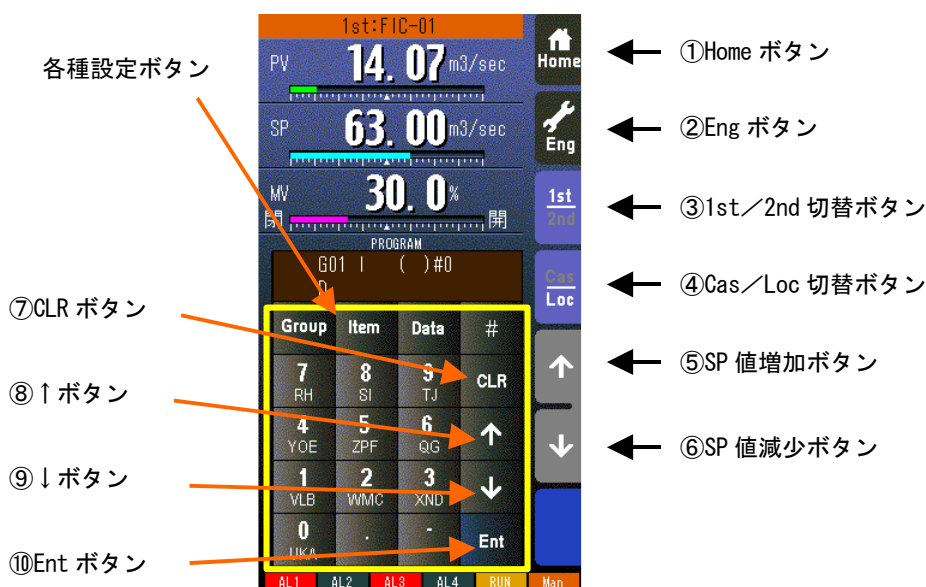 各種設定ボタン
⑦CLR ボタン
⑧↑ボタン
⑨↓ボタン
⑩Ent ボタン
1st:FIC-01
PV 14.07 m3/sec
SP 63.00 m3/sec
MV 30.0 %
閉 開
PROGRAM
G01 I ( )#0
D
Group Item Data #
7 8 9 CLR
RH SI TJ
4 5 6 ↑
YOE ZPF QG
1 2 3 ↓
VLB WMC XND
0 . - Ent
UKA
AL1 AL2 AL3 AL4 RUN Man
Home
Eng
1st
2nd
Cas
Loc
↑
↓
①Home ボタン
②Eng ボタン
③1st／2nd 切替ボタン
④Cas／Loc 切替ボタン
⑤SP 値増加ボタン
⑥SP 値減少ボタン